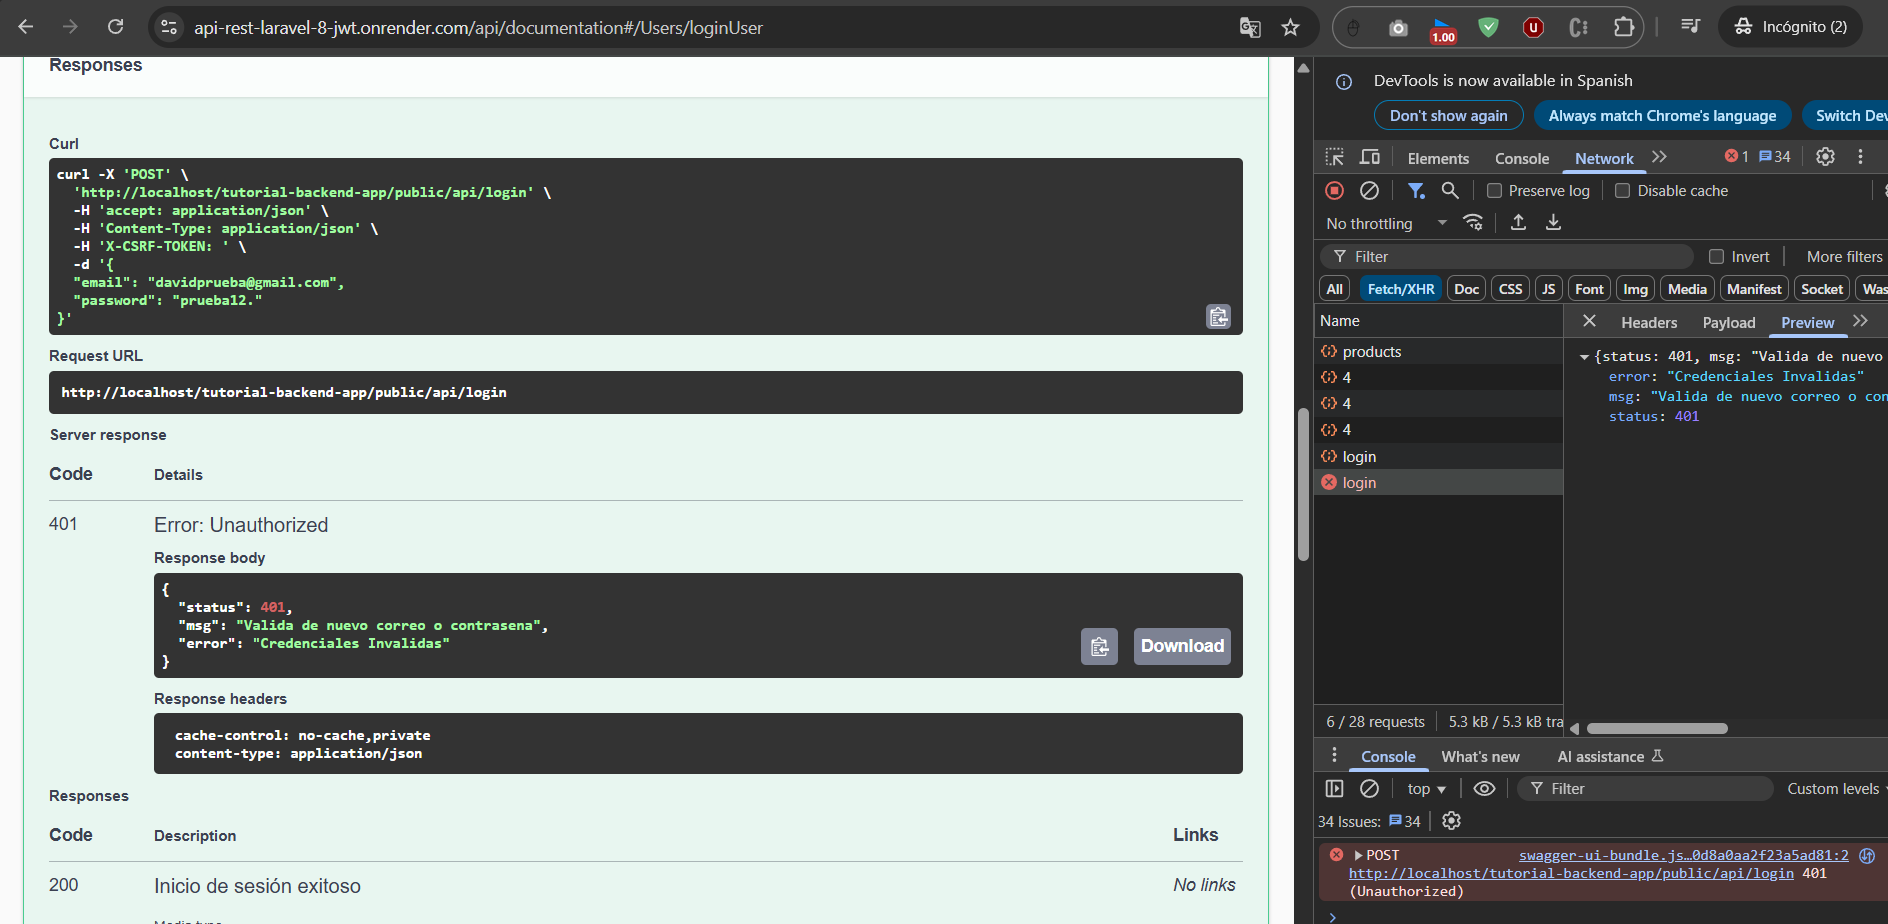 api-rest-laravel-8-jwt.onrender.com/api/documentation#/Users/loginUser
1.00
Incógnito (2)
Responses
Curl
curl -X 'POST' \
'http://localhost/tutorial-backend-app/public/api/login' \
-H 'accept: application/json' \
-H 'Content-Type: application/json' \
-H 'X-CSRF-TOKEN: ' \
-d '{
"email": "davidprueba@gmail.com",
"password": "prueba12."
}'
Request URL
http://localhost/tutorial-backend-app/public/api/login
Server response
Code Details
401 Error: Unauthorized
Response body
{
"status": 401,
"msg": "Valida de nuevo correo o contrasena",
"error": "Credenciales Invalidas"
}
Download
Response headers
cache-control: no-cache,private
content-type: application/json
Responses
Code Description Links
200 Inicio de sesión exitoso No links
DevTools is now available in Spanish
Don't show again Always match Chrome's language Switch Dev
Elements Console Network 1 34
Preserve log Disable cache
No throttling
Filter Invert More filters
All Fetch/XHR Doc CSS JS Font Img Media Manifest Socket Was
Name
products
4
4
4
login
login
Headers Payload Preview
{status: 401, msg: "Valida de nuevo
error: "Credenciales Invalidas"
msg: "Valida de nuevo correo o con
status: 401
6 / 28 requests 5.3 kB / 5.3 kB tra
Console What's new AI assistance
top Filter Custom levels
34 Issues: 34
POST swagger-ui-bundle.js…0d8a0aa2f23a5ad81:2
http://localhost/tutorial-backend-app/public/api/login 401
(Unauthorized)